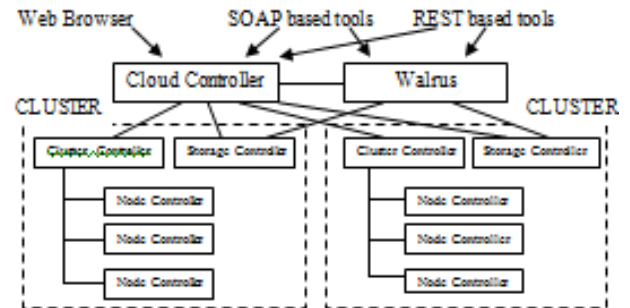 Web Browser SOAP based tools REST based tools
Cloud Controller Walrus
CLUSTER CLUSTER
Cluster Controller Storage Controller Cluster Controller Storage Controller
Node Controller Node Controller
Node Controller Node Controller
Node Controller Node Controller